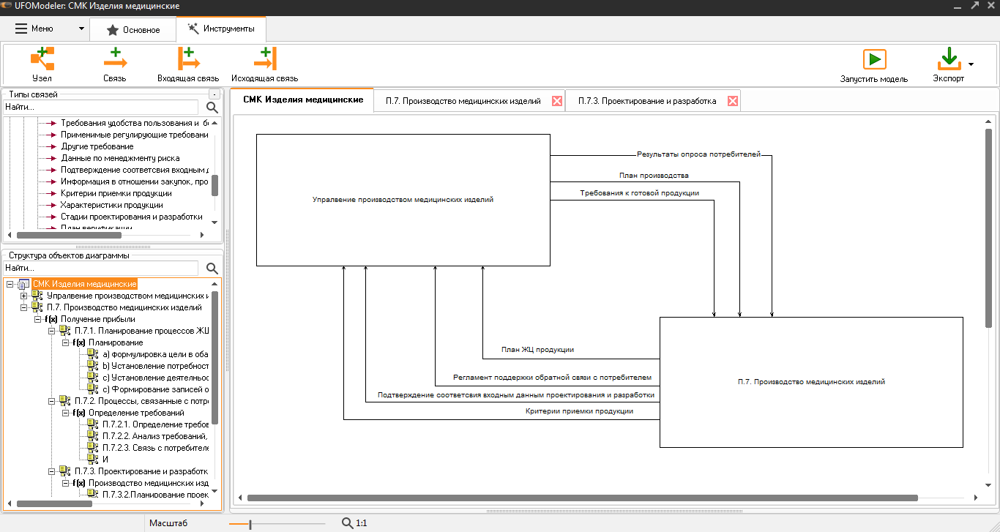 UFOModeler: СМК Изделия медицинские
Меню
Основное
Инструменты
Узел
Связь
Входящая связь
Исходящая связь
Запустить модель
Экспорт
Типы связей
Найти...
Требования удобства пользования и бе
Применимые регулирующие требовани
Другие требование
Данные по менеджменту риска
Подтверждение соответсвия входным д
Информация в отношении закупок, про
Критерии приемки продукции
Характеристики продукции
Стадии проектирования и разработки
План верификации
Структура объектов диаграммы
Найти...
СМК Изделия медицинские
Упралвение производством медицинских и
П.7. Производство медицинских изделий
f(x) Получение прибыли
П.7.1. Планирование процессов ЖЦ
f(x) Планирование
a) Формулировка цели в оба
b) Установление потребност
c) Установление деятелньос
c) Формирование записей о
П.7.2. Процессы, связанные с потр
f(x) Определение требований
П.7.2.1. Определение требов
П.7.2.2. Анализ требований,
П.7.2.3. Связь с потребителе
И
П.7.3. Проектирование и разработк
f(x) Производство медицинских изд
П.7.3.2.Планирование проек
СМК Изделия медицинские
П.7. Производство медицинских изделий
П.7.3. Проектирование и разработка
Упралвение производством медицинских изделий
Результаты опроса потребителей
План производства
Требования к готовой продукции
План ЖЦ продукции
Регламент поддержки обратной связи с потребителем
Подтверждение соответсвия входным данным проектирования и разработки
Критерии приемки продукции
П.7. Производство медицинских изделий
Масштаб
1:1